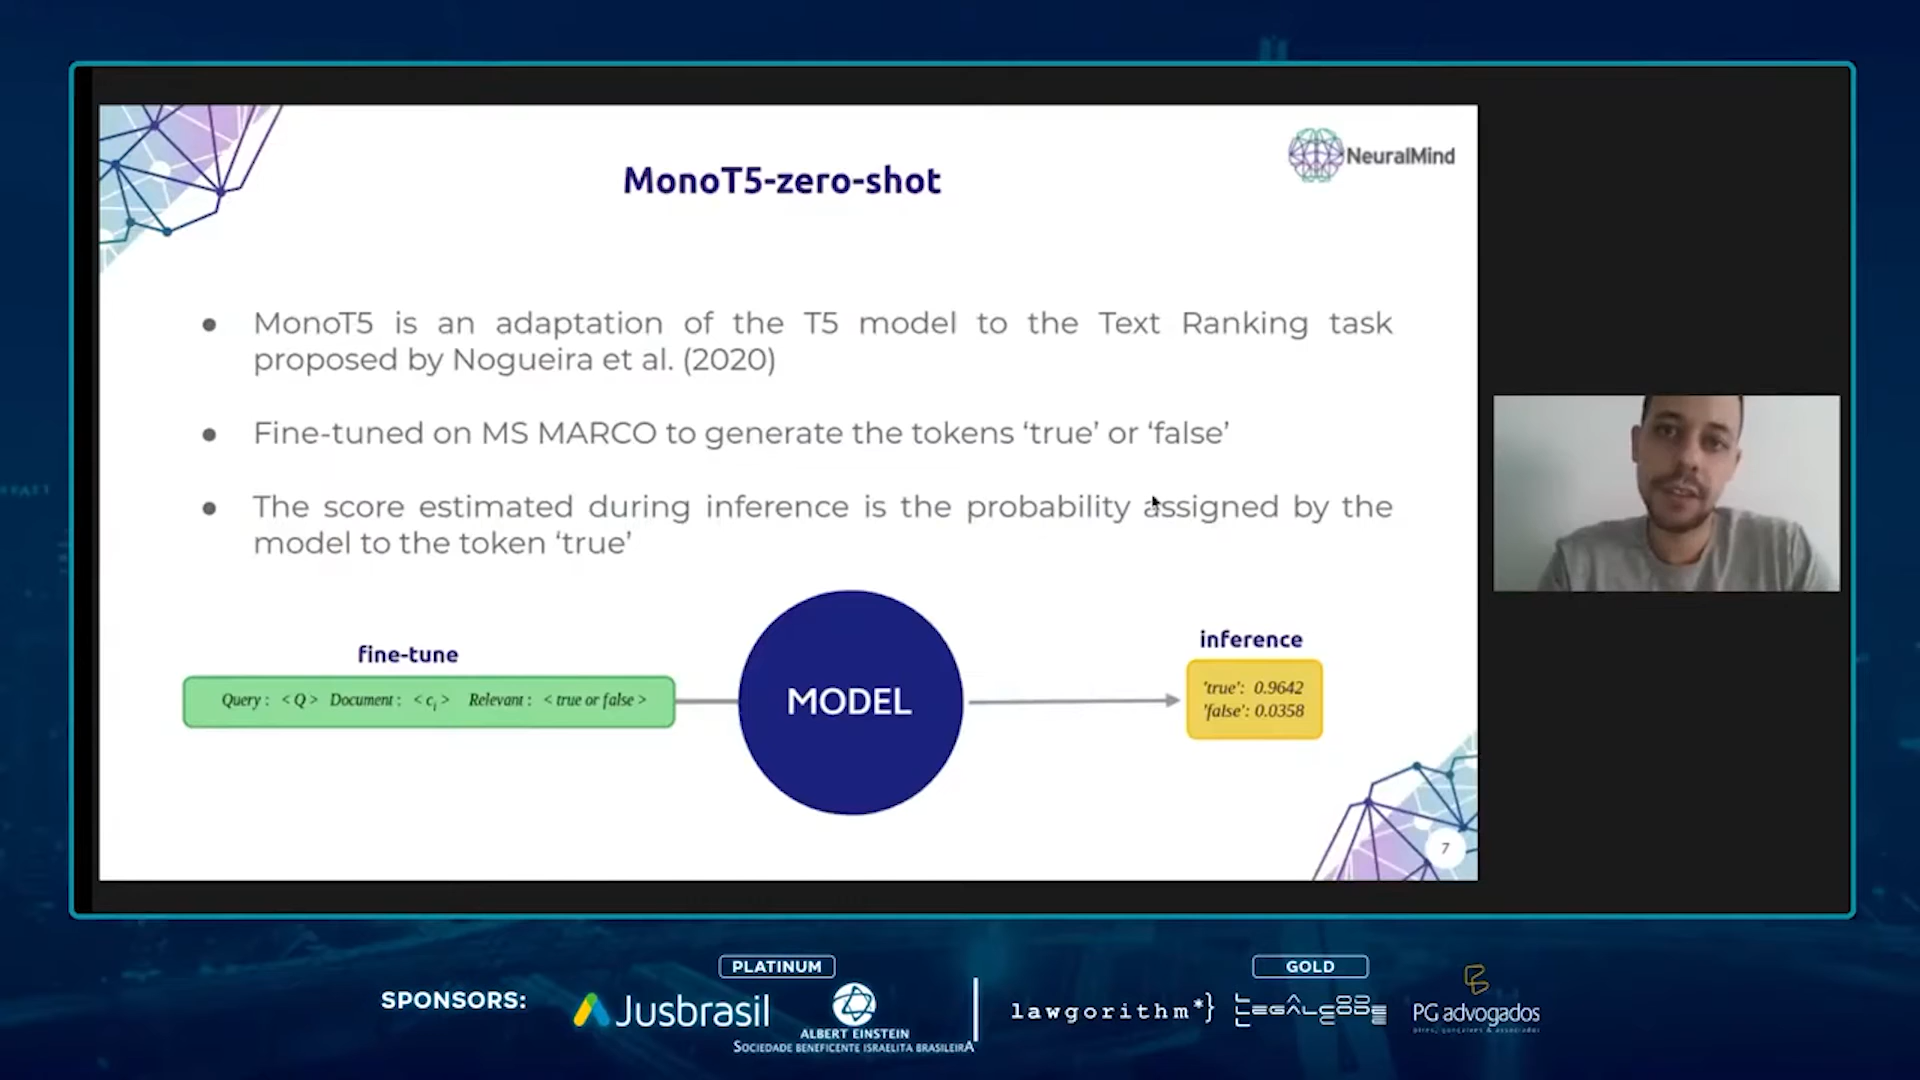 NeuralMind
MonoT5-zero-shot
● MonoT5 is an adaptation of the T5 model to the Text Ranking task
proposed by Nogueira et al. (2020)
● Fine-tuned on MS MARCO to generate the tokens ‘true’ or ‘false’
● The score estimated during inference is the probability assigned by the
model to the token ‘true’
fine-tune
Query : < Q > Document : < ci > Relevant : < true or false >
MODEL
inference
'true': 0.9642
'false': 0.0358
7
SPONSORS:
PLATINUM
Jusbrasil
ALBERT EINSTEIN
SOCIEDADE BENEFICENTE ISRAELITA BRASILEIRA
GOLD
lawgorithm*}
LEGALCODE
PG advogados